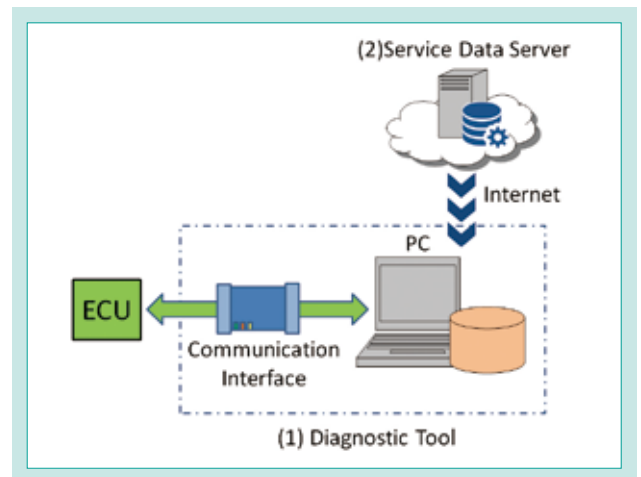 (2)Service Data Server
Internet
PC
ECU
Communication
Interface
(1) Diagnostic Tool